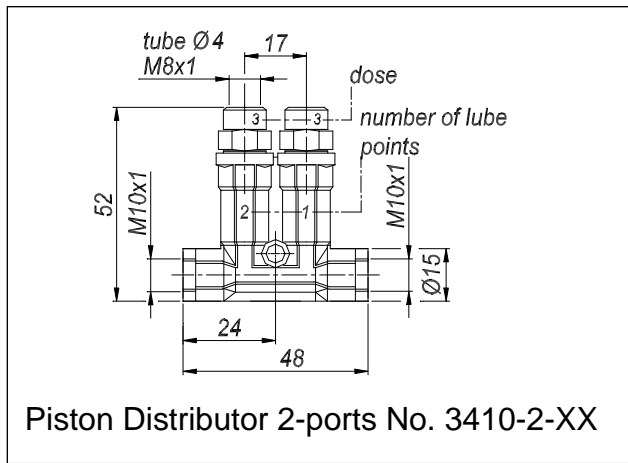 tube Ø4
M8x1
17
dose
3
3
number of lube
points
52
M10x1
2
1
M10x1
Ø15
24
48
Piston Distributor 2-ports No. 3410-2-XX